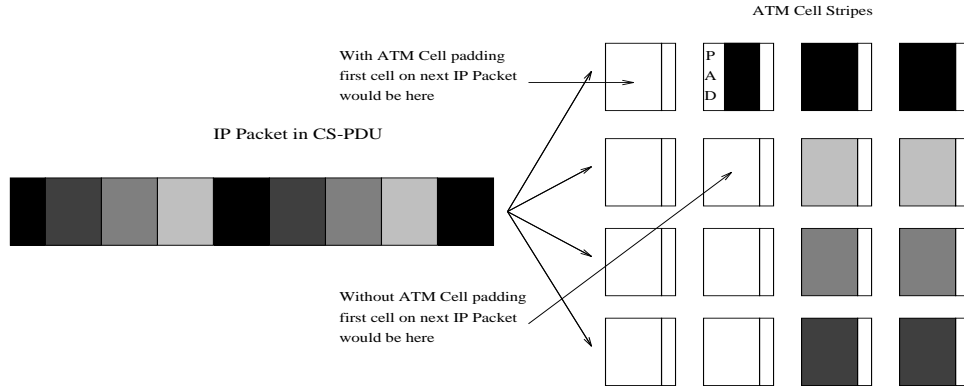 ATM Cell Stripes
With ATM Cell padding
first cell on next IP Packet
would be here
P
A
D
IP Packet in CS-PDU
Without ATM Cell padding
first cell on next IP Packet
would be here